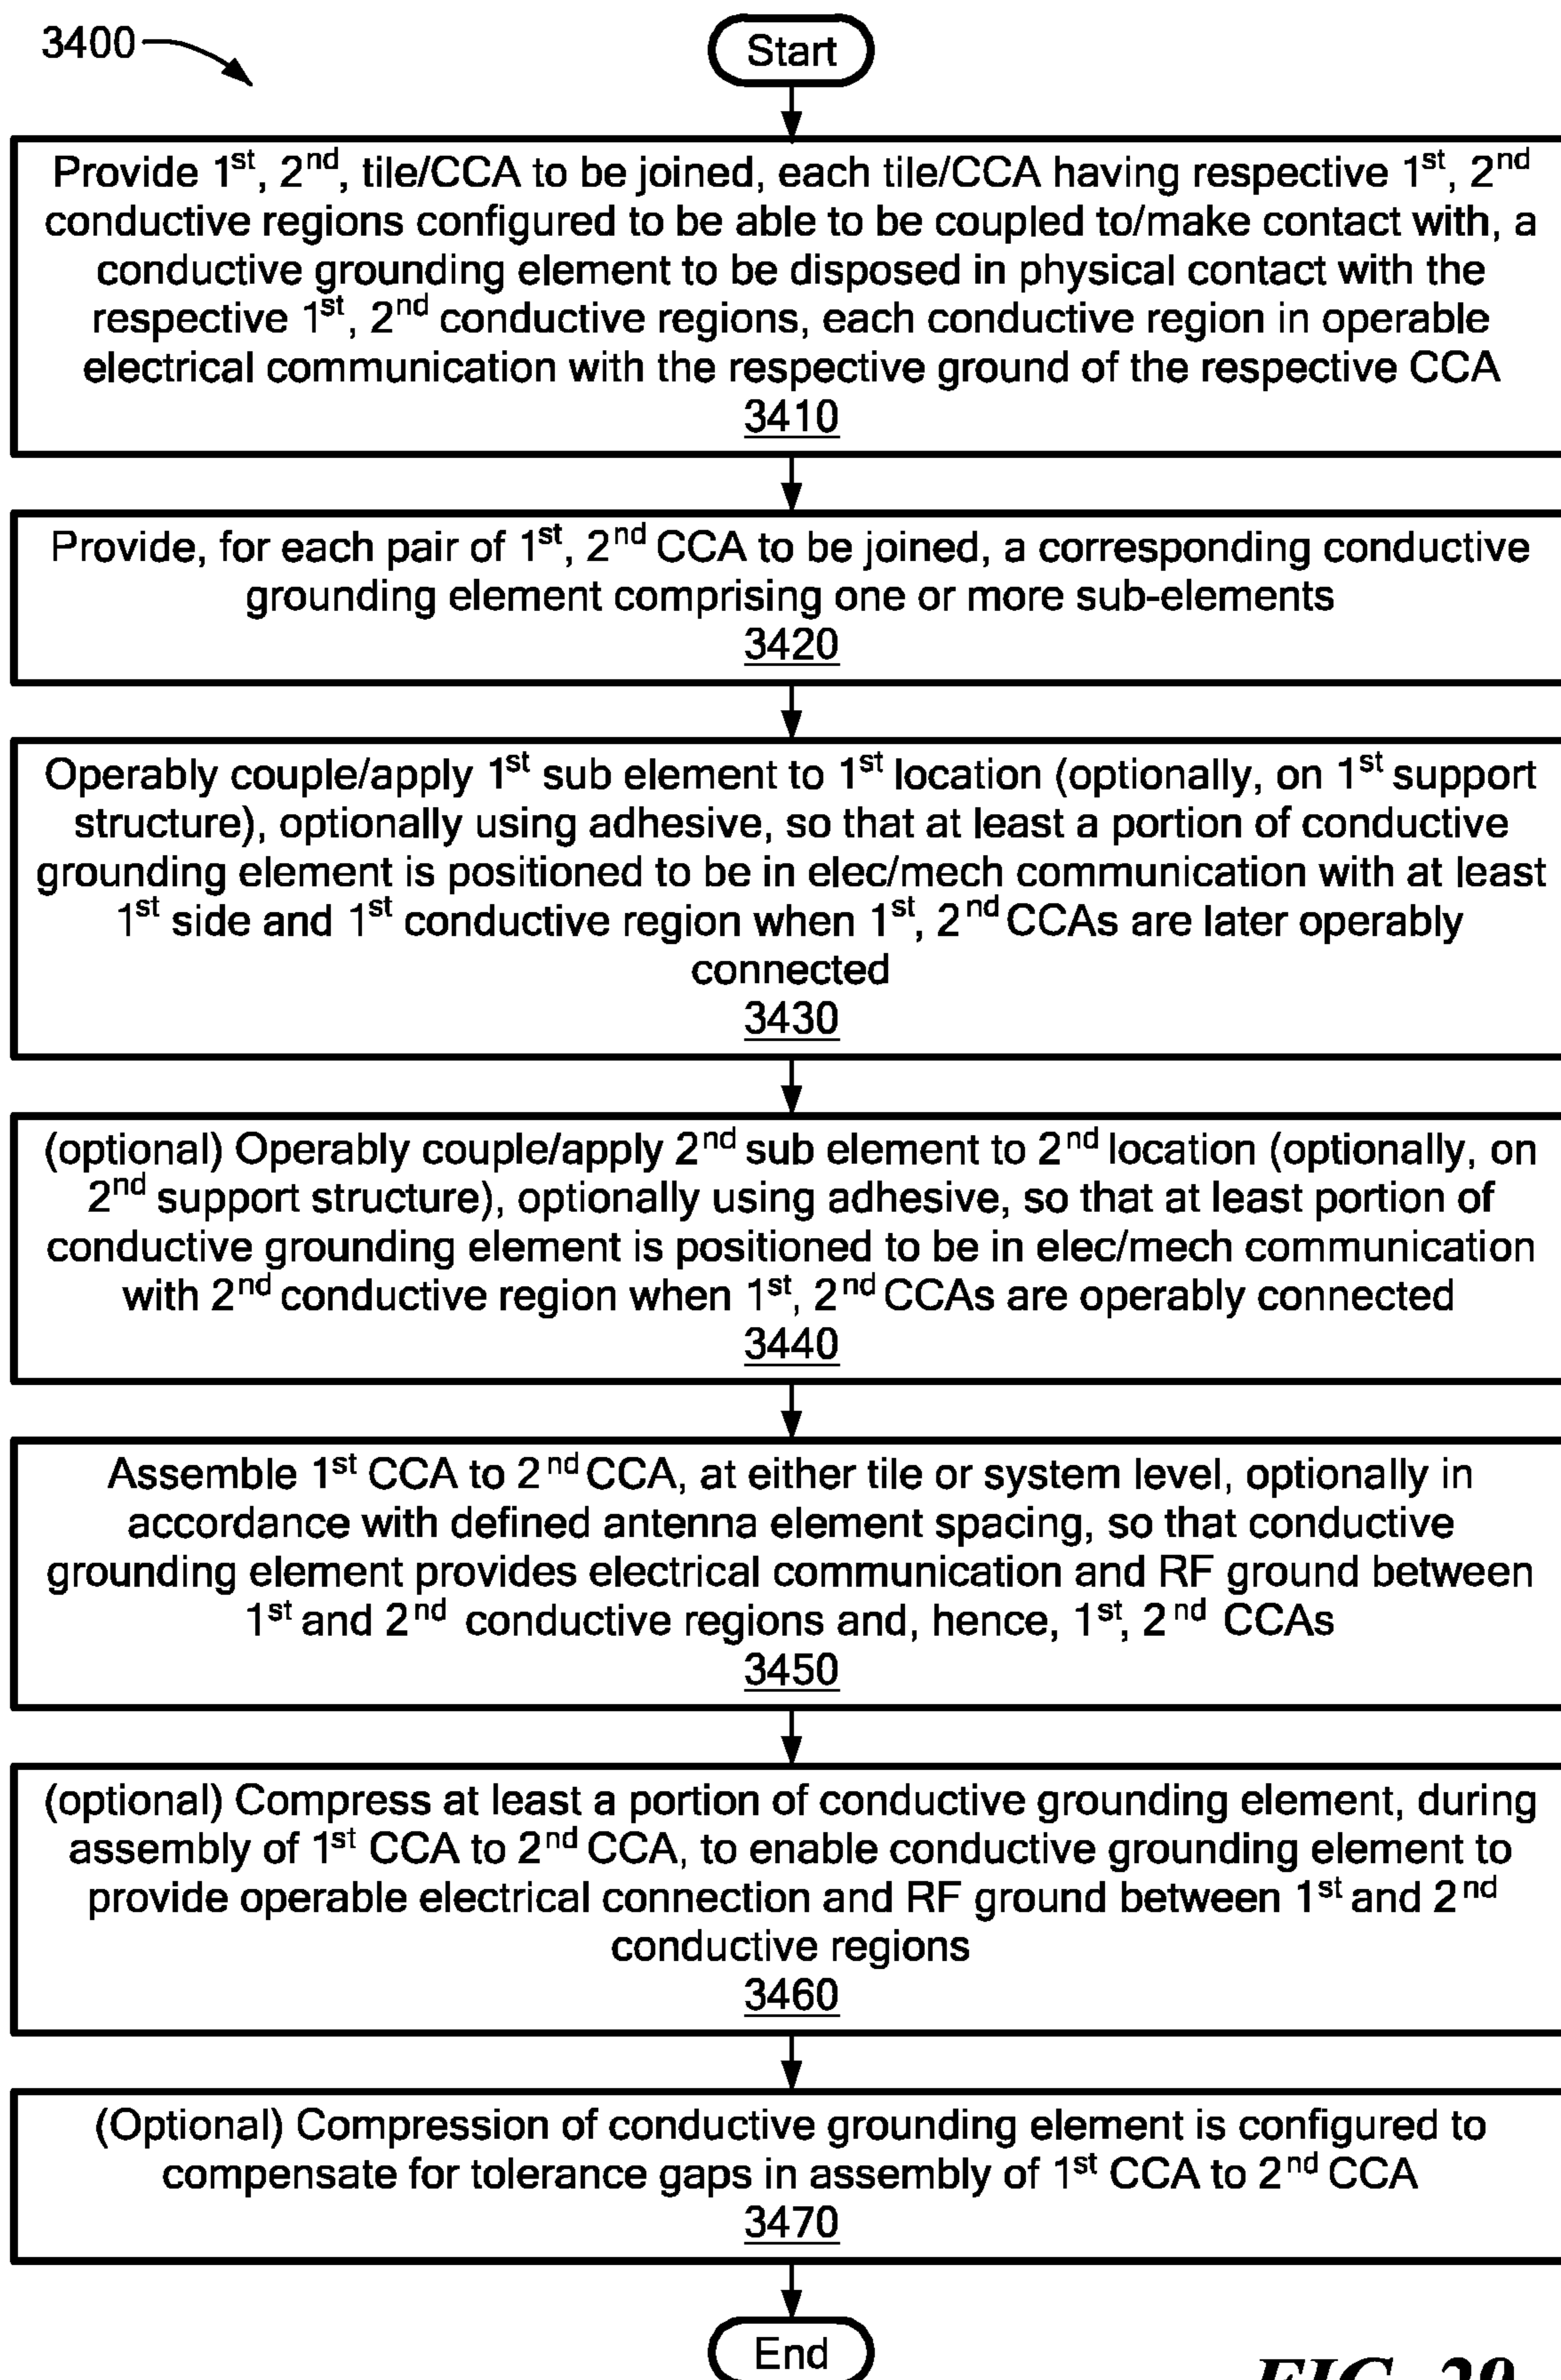 3400
Start
Provide 1st, 2nd, tile/CCA to be joined, each tile/CCA having respective 1st, 2nd
conductive regions configured to be able to be coupled to/make contact with, a
conductive grounding element to be disposed in physical contact with the
respective 1st, 2nd conductive regions, each conductive region in operable
electrical communication with the respective ground of the respective CCA
3410
Provide, for each pair of 1st, 2nd CCA to be joined, a corresponding conductive
grounding element comprising one or more sub-elements
3420
Operably couple/apply 1st sub element to 1st location (optionally, on 1st support
structure), optionally using adhesive, so that at least a portion of conductive
grounding element is positioned to be in elec/mech communication with at least
1st side and 1st conductive region when 1st, 2nd CCAs are later operably
connected
3430
(optional) Operably couple/apply 2nd sub element to 2nd location (optionally, on
2nd support structure), optionally using adhesive, so that at least portion of
conductive grounding element is positioned to be in elec/mech communication
with 2nd conductive region when 1st, 2nd CCAs are operably connected
3440
Assemble 1st CCA to 2nd CCA, at either tile or system level, optionally in
accordance with defined antenna element spacing, so that conductive
grounding element provides electrical communication and RF ground between
1st and 2nd conductive regions and, hence, 1st, 2nd CCAs
3450
(optional) Compress at least a portion of conductive grounding element, during
assembly of 1st CCA to 2nd CCA, to enable conductive grounding element to
provide operable electrical connection and RF ground between 1st and 2nd
conductive regions
3460
(Optional) Compression of conductive grounding element is configured to
compensate for tolerance gaps in assembly of 1st CCA to 2nd CCA
3470
End
FIG.